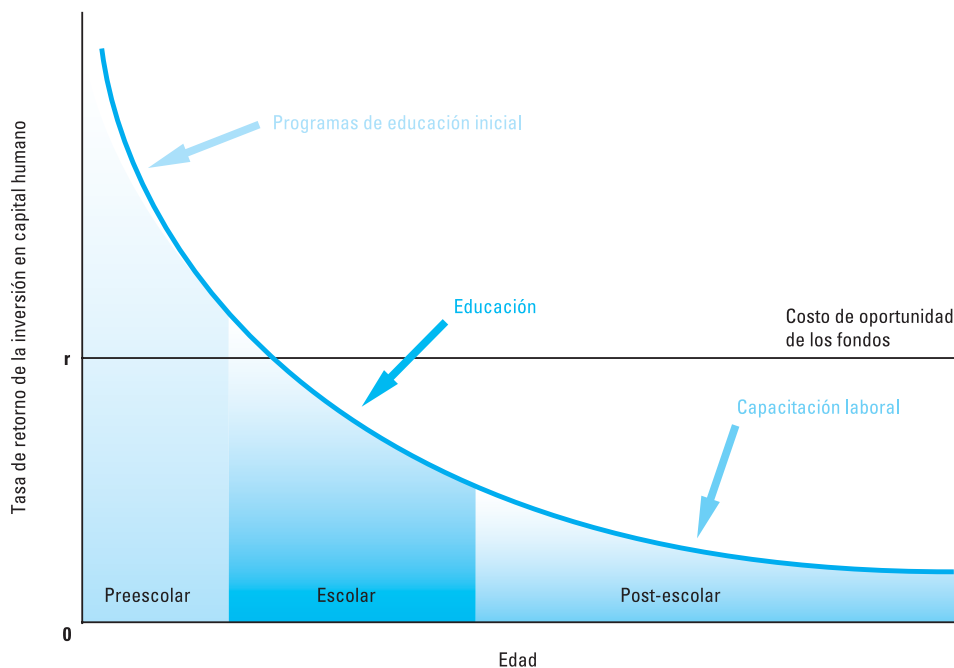 Tasa de retorno de la inversión en capital humano
Programas de educación inicial
Educación
Costo de oportunidad
de los fondos
r
Capacitación laboral
Preescolar
Escolar
Post-escolar
0
Edad